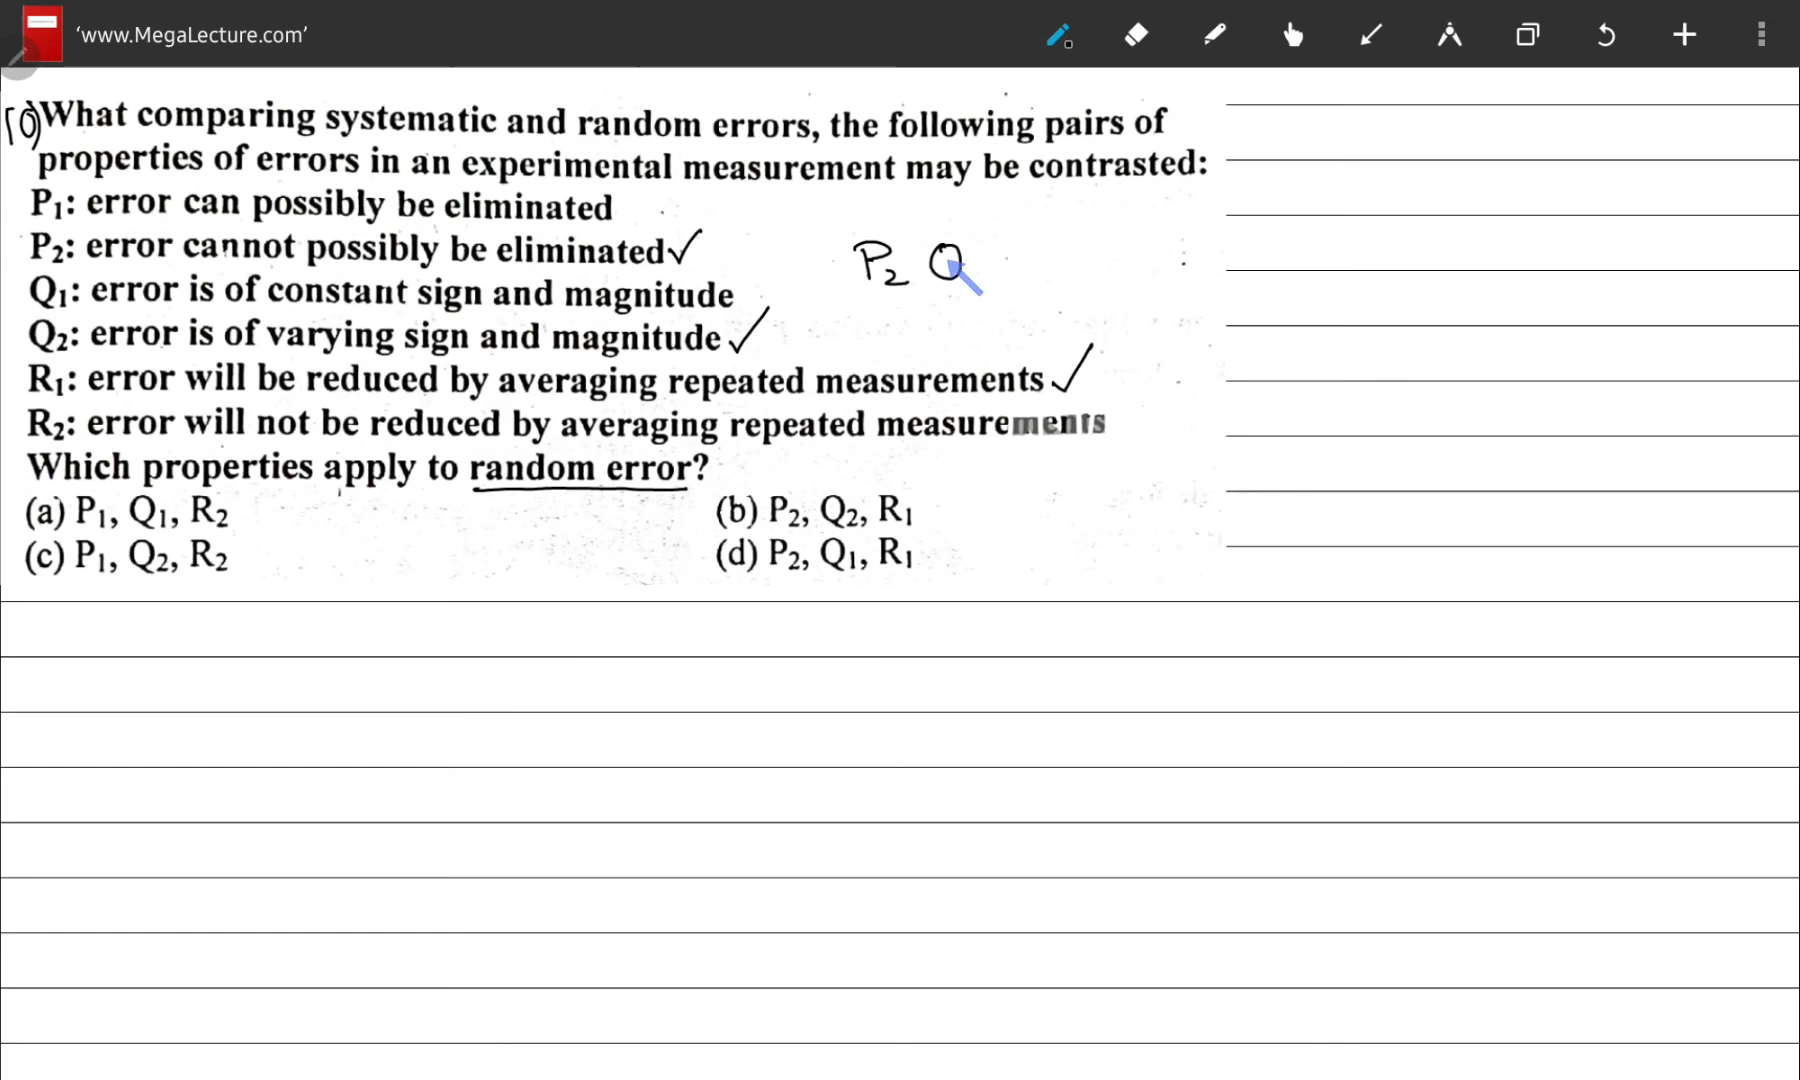 'www.MegaLecture.com'
10) What comparing systematic and random errors, the following pairs of
properties of errors in an experimental measurement may be contrasted:
P₁: error can possibly be eliminated
P₂: error cannot possibly be eliminated ✓
P₂ Q
Q₁: error is of constant sign and magnitude
Q₂: error is of varying sign and magnitude ✓
R₁: error will be reduced by averaging repeated measurements ✓
R₂: error will not be reduced by averaging repeated measurements
Which properties apply to random error?
(a) P₁, Q₁, R₂ (b) P₂, Q₂, R₁
(c) P₁, Q₂, R₂ (d) P₂, Q₁, R₁